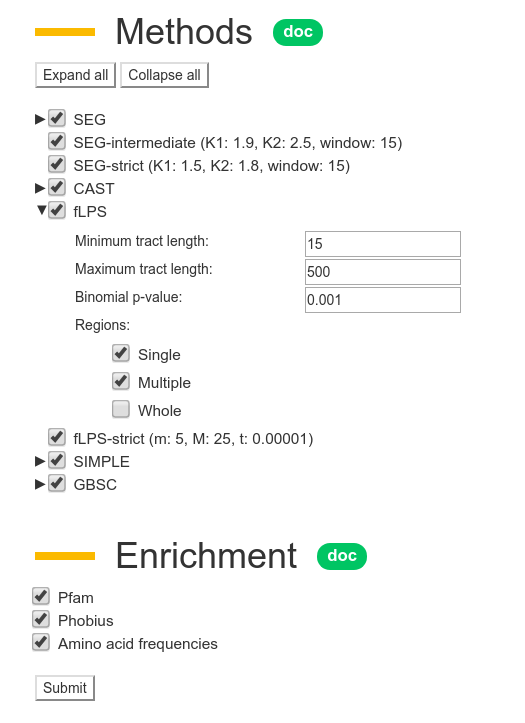 Methods doc
Expand all Collapse all
SEG
SEG-intermediate (K1: 1.9, K2: 2.5, window: 15)
SEG-strict (K1: 1.5, K2: 1.8, window: 15)
CAST
fLPS
Minimum tract length: 15
Maximum tract length: 500
Binomial p-value: 0.001
Regions:
Single
Multiple
Whole
fLPS-strict (m: 5, M: 25, t: 0.00001)
SIMPLE
GBSC
Enrichment doc
Pfam
Phobius
Amino acid frequencies
Submit